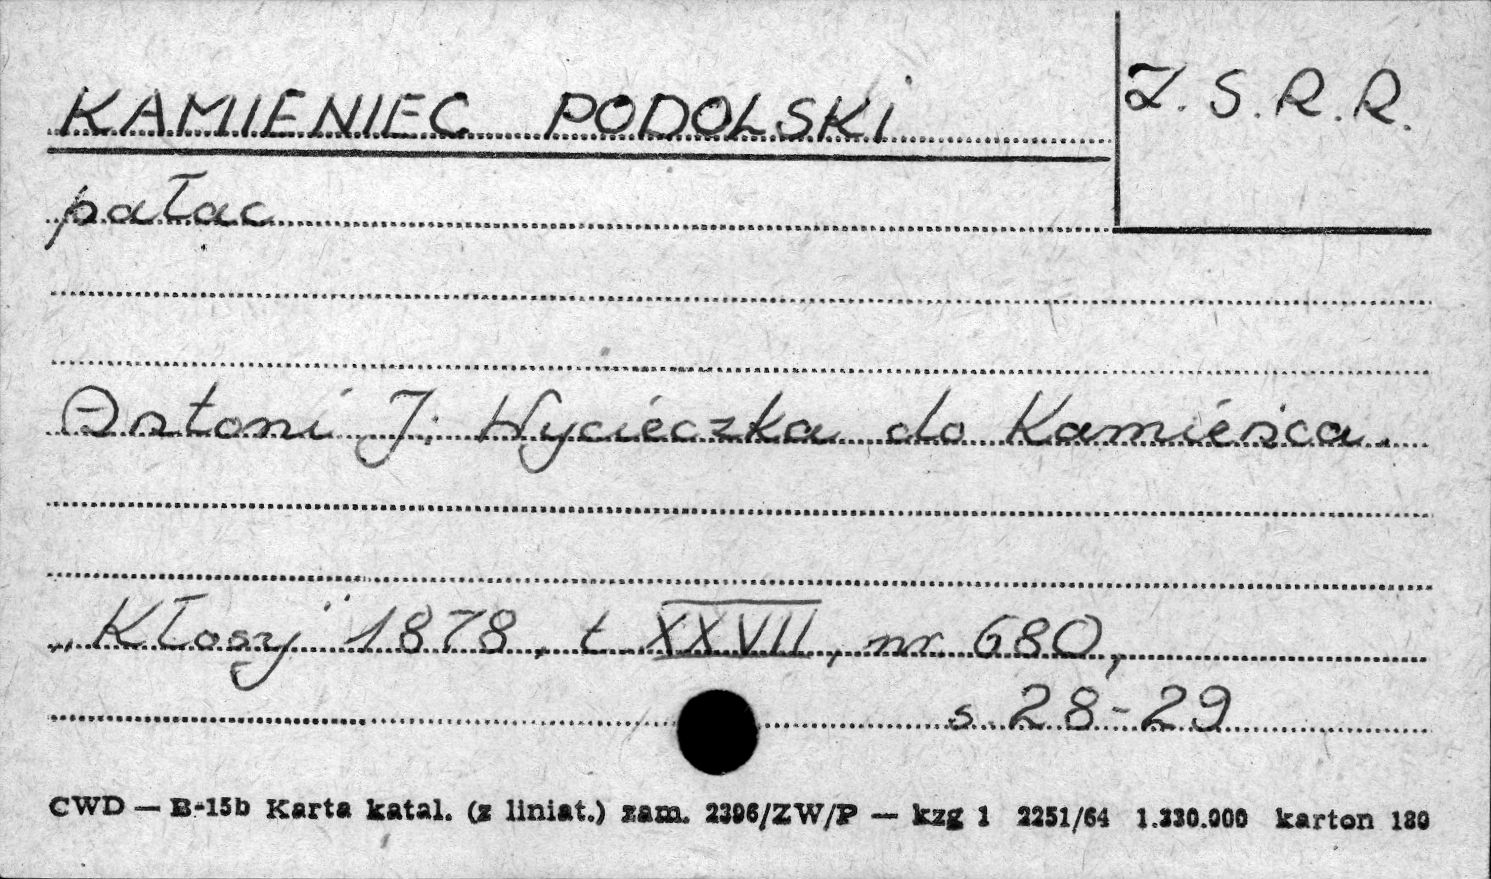 KAMIENIEC PODOLSKI
Z.S.R.R.
pałac
Antoni J: Wycieczka do Kamieńca.
„Kłosy" 1878, t. XXVII, nr. 680,
s. 28-29
CWD — B-15b Karta katal. (z liniat.) zam. 2396/ZW/P — kzg 1 2251/64 1.330.000 karton 180